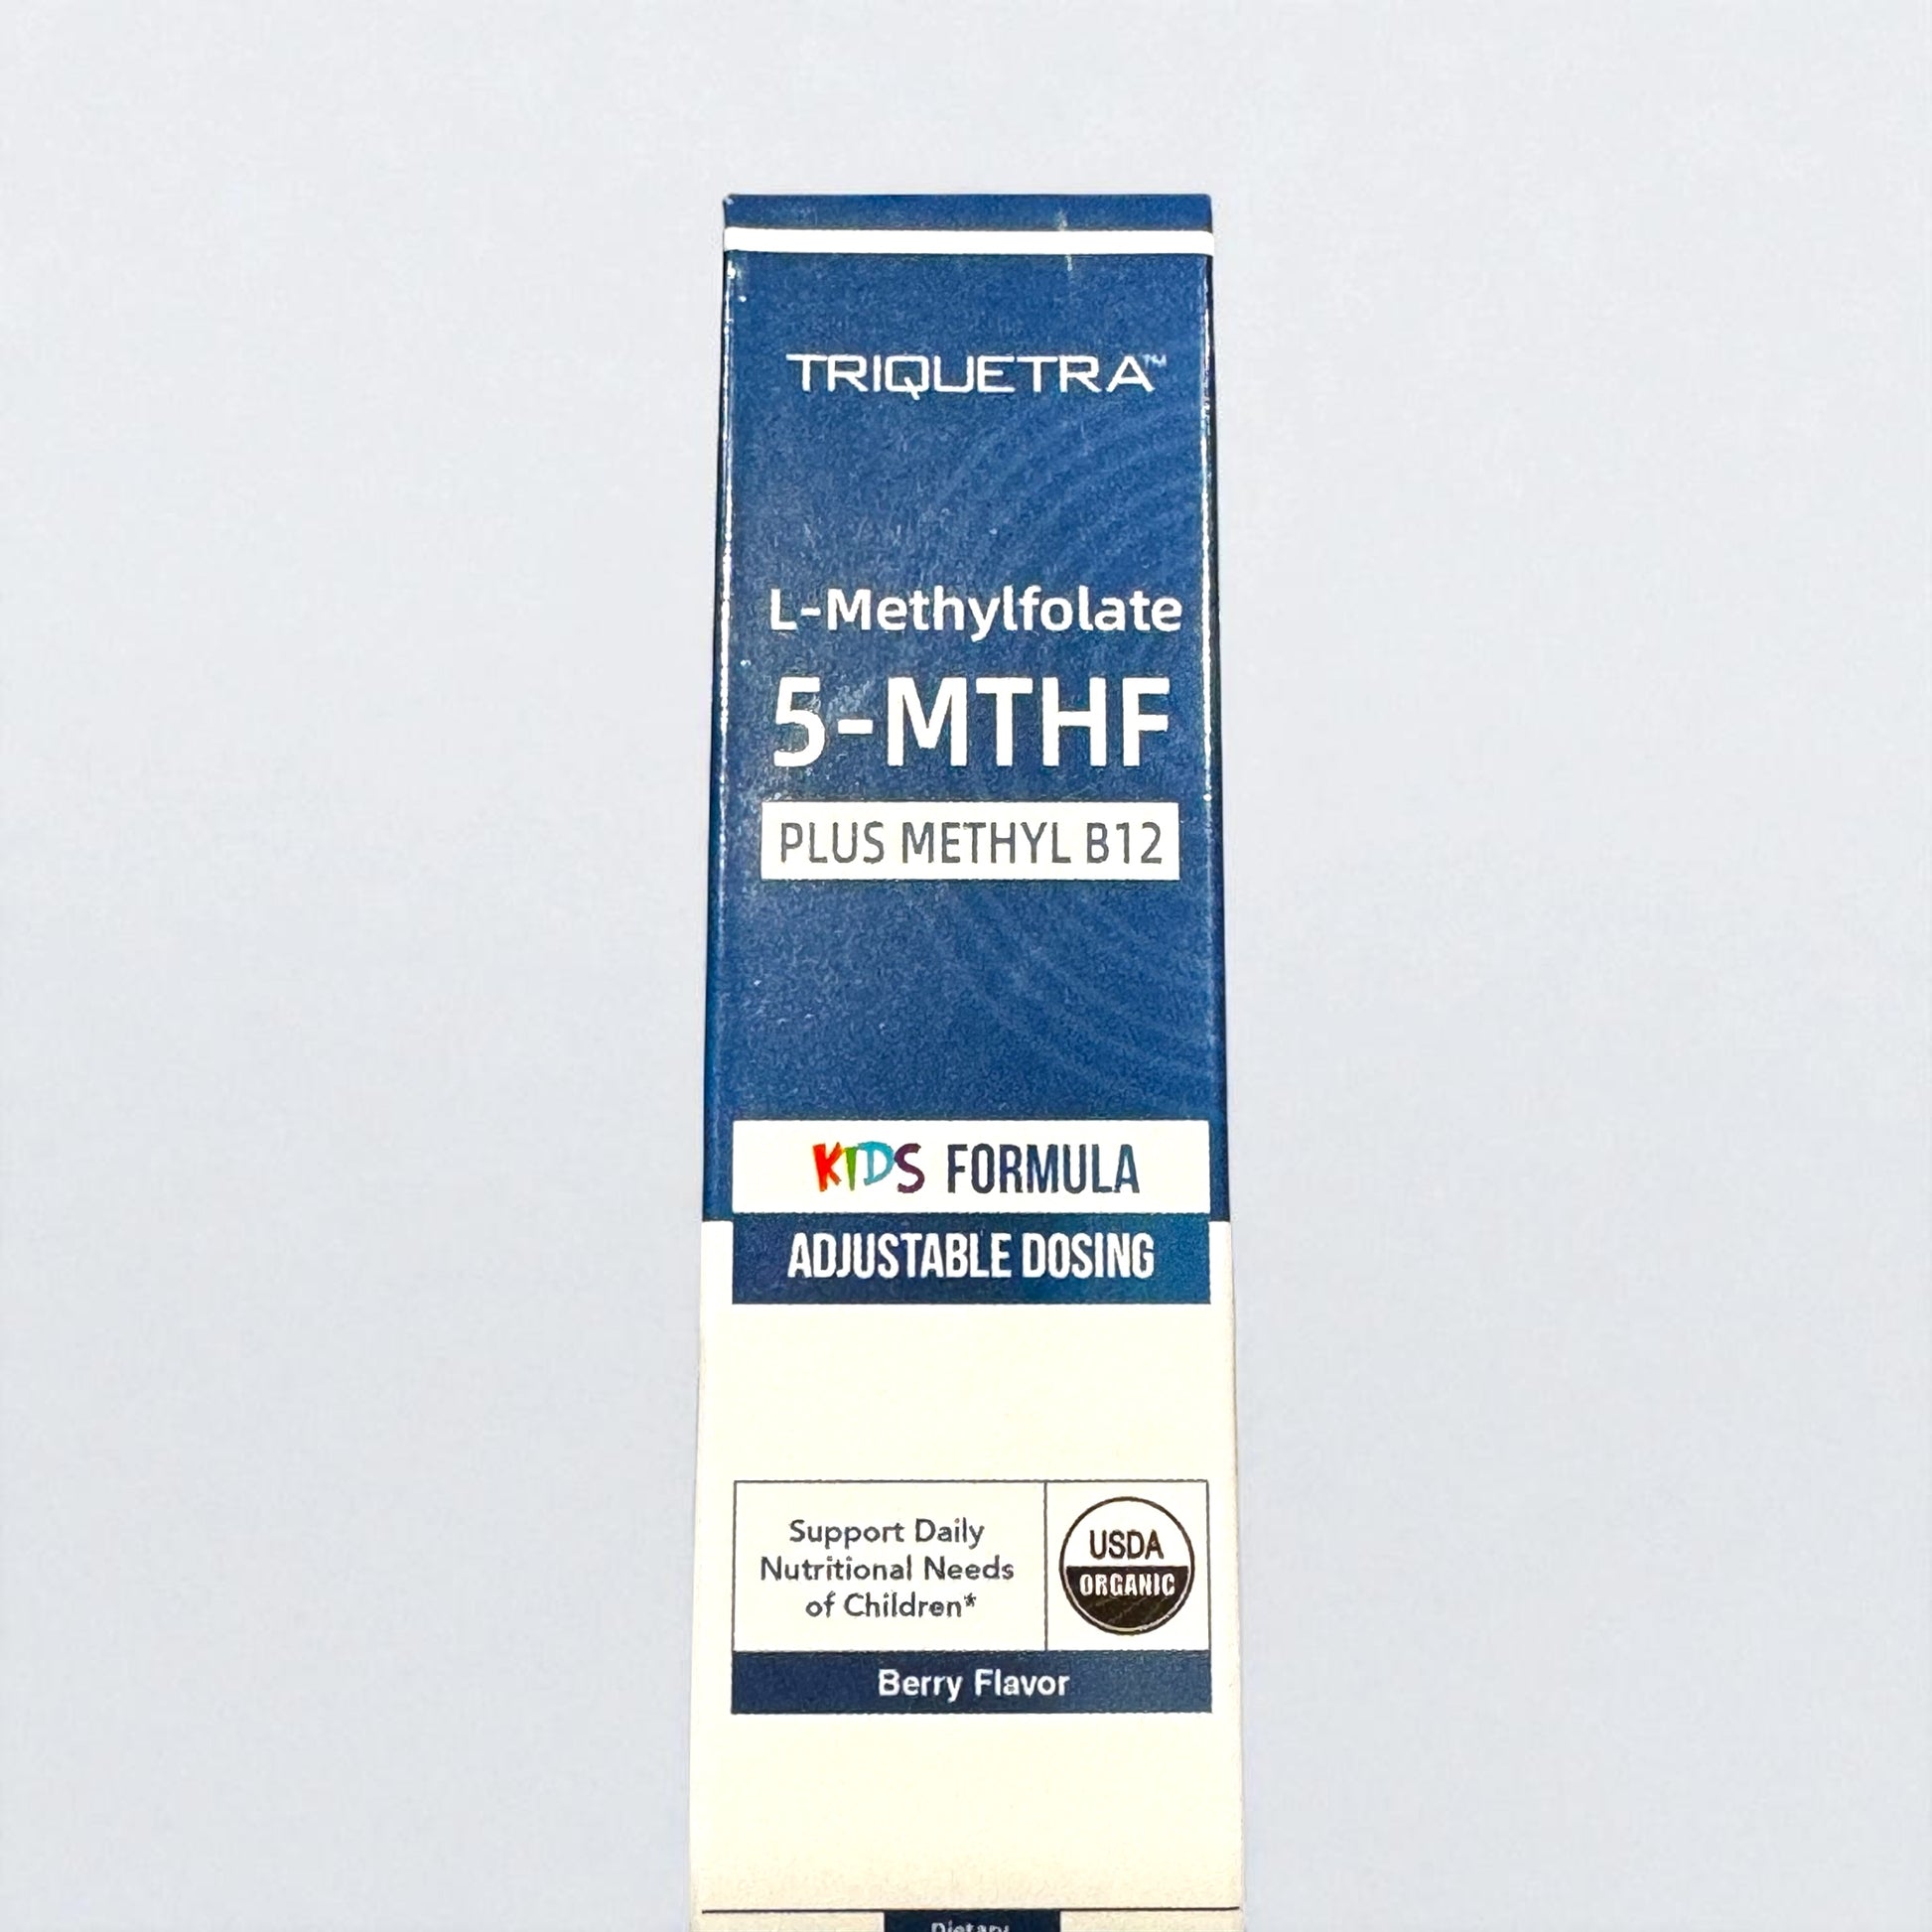 TRIQUETRA™
L-Methylfolate
5-MTHF
PLUS METHYL B12
KIDS FORMULA
ADJUSTABLE DOSING
Support Daily
Nutritional Needs
of Children*
USDA
ORGANIC
Berry Flavor
Dietary